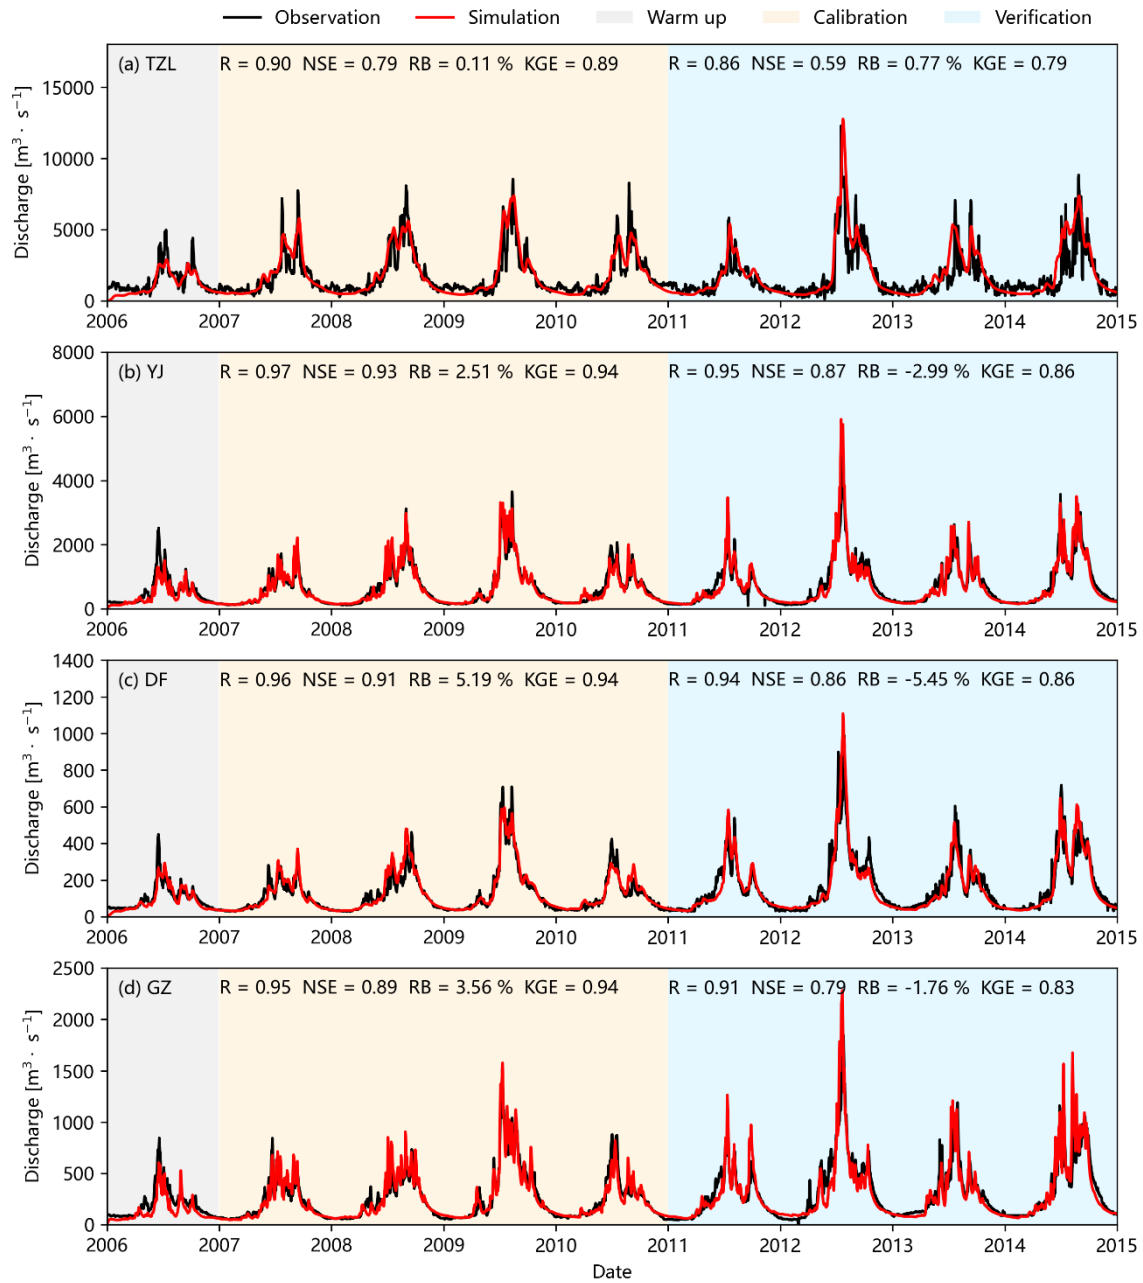 Observation Simulation Warm up Calibration Verification
(a) TZL R = 0.90 NSE = 0.79 RB = 0.11 % KGE = 0.89 R = 0.86 NSE = 0.59 RB = 0.77 % KGE = 0.79
15000
10000
5000
0
Discharge [m³ · s⁻¹]
2006 2007 2008 2009 2010 2011 2012 2013 2014 2015
8000
(b) YJ R = 0.97 NSE = 0.93 RB = 2.51 % KGE = 0.94 R = 0.95 NSE = 0.87 RB = -2.99 % KGE = 0.86
6000
4000
2000
0
Discharge [m³ · s⁻¹]
2006 2007 2008 2009 2010 2011 2012 2013 2014 2015
1400
(c) DF R = 0.96 NSE = 0.91 RB = 5.19 % KGE = 0.94 R = 0.94 NSE = 0.86 RB = -5.45 % KGE = 0.86
1200
1000
800
600
400
200
0
Discharge [m³ · s⁻¹]
2006 2007 2008 2009 2010 2011 2012 2013 2014 2015
2500
(d) GZ R = 0.95 NSE = 0.89 RB = 3.56 % KGE = 0.94 R = 0.91 NSE = 0.79 RB = -1.76 % KGE = 0.83
2000
1500
1000
500
0
Discharge [m³ · s⁻¹]
2006 2007 2008 2009 2010 2011 2012 2013 2014 2015
Date